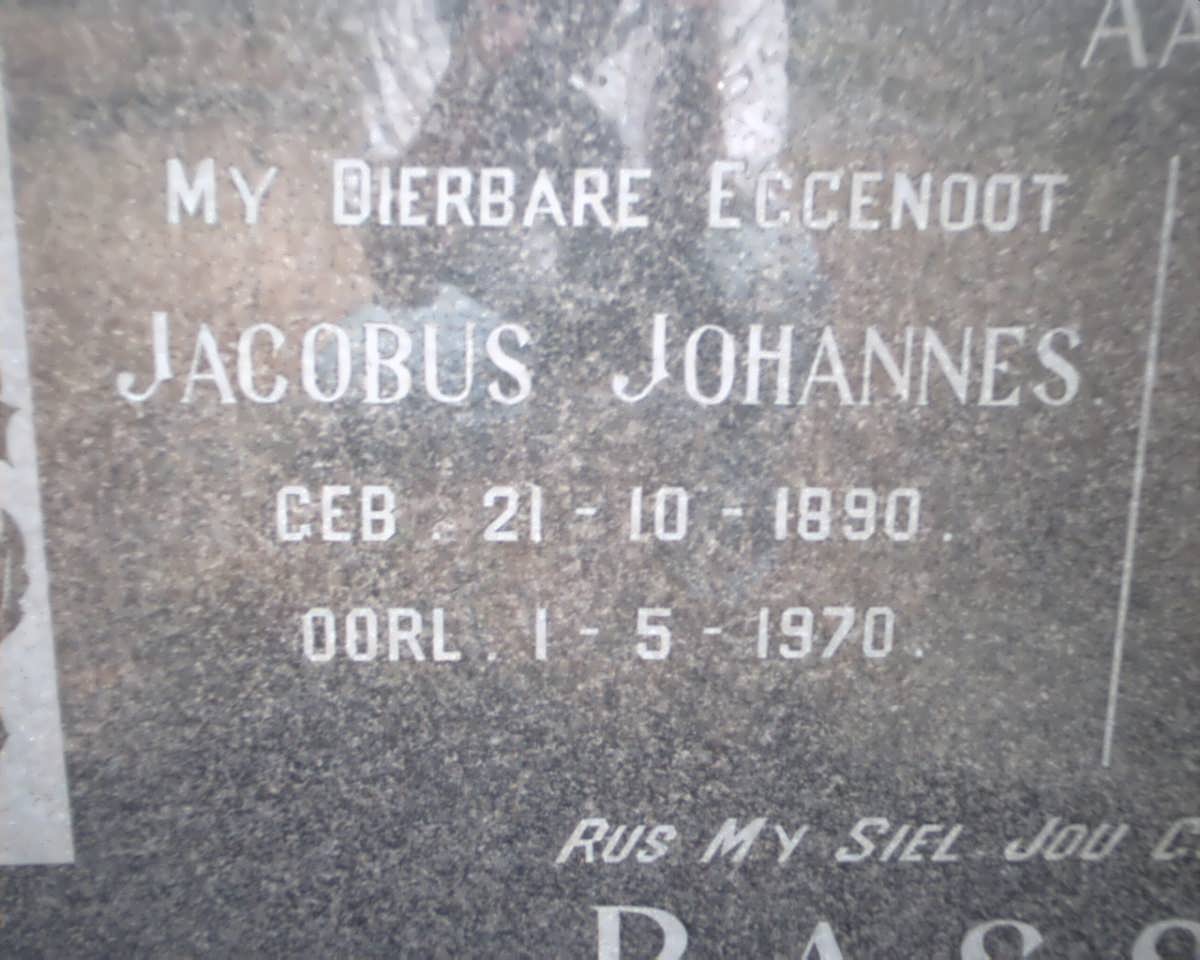 MY DIERBARE EGGENOOT
JACOBUS JOHANNES.
GEB. 21-10-1890.
OORL. 1-5-1970.
RUS MY SIEL JOU